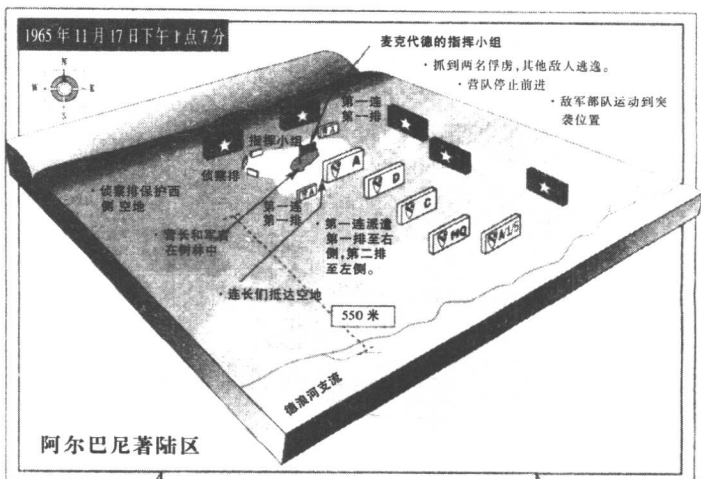 1965年11月17日下午1点7分
N
W
E
S
麦克代德的指挥小组
·抓到两名俘虏,其他敌人逃逸。
·营队停止前进
·敌军部队运动到突
袭位置
第一连
第一排
指挥小组
侦察排
·侦察排保护西
侧 空地
第一连
第一排
·营长和军官
在倒林中
·连长们抵达空地
·第一连派遣
第一排至右
侧,第二排
至左侧。
A
D
C
HQ
A/1/5
550米
德浪河支流
阿尔巴尼著陆区